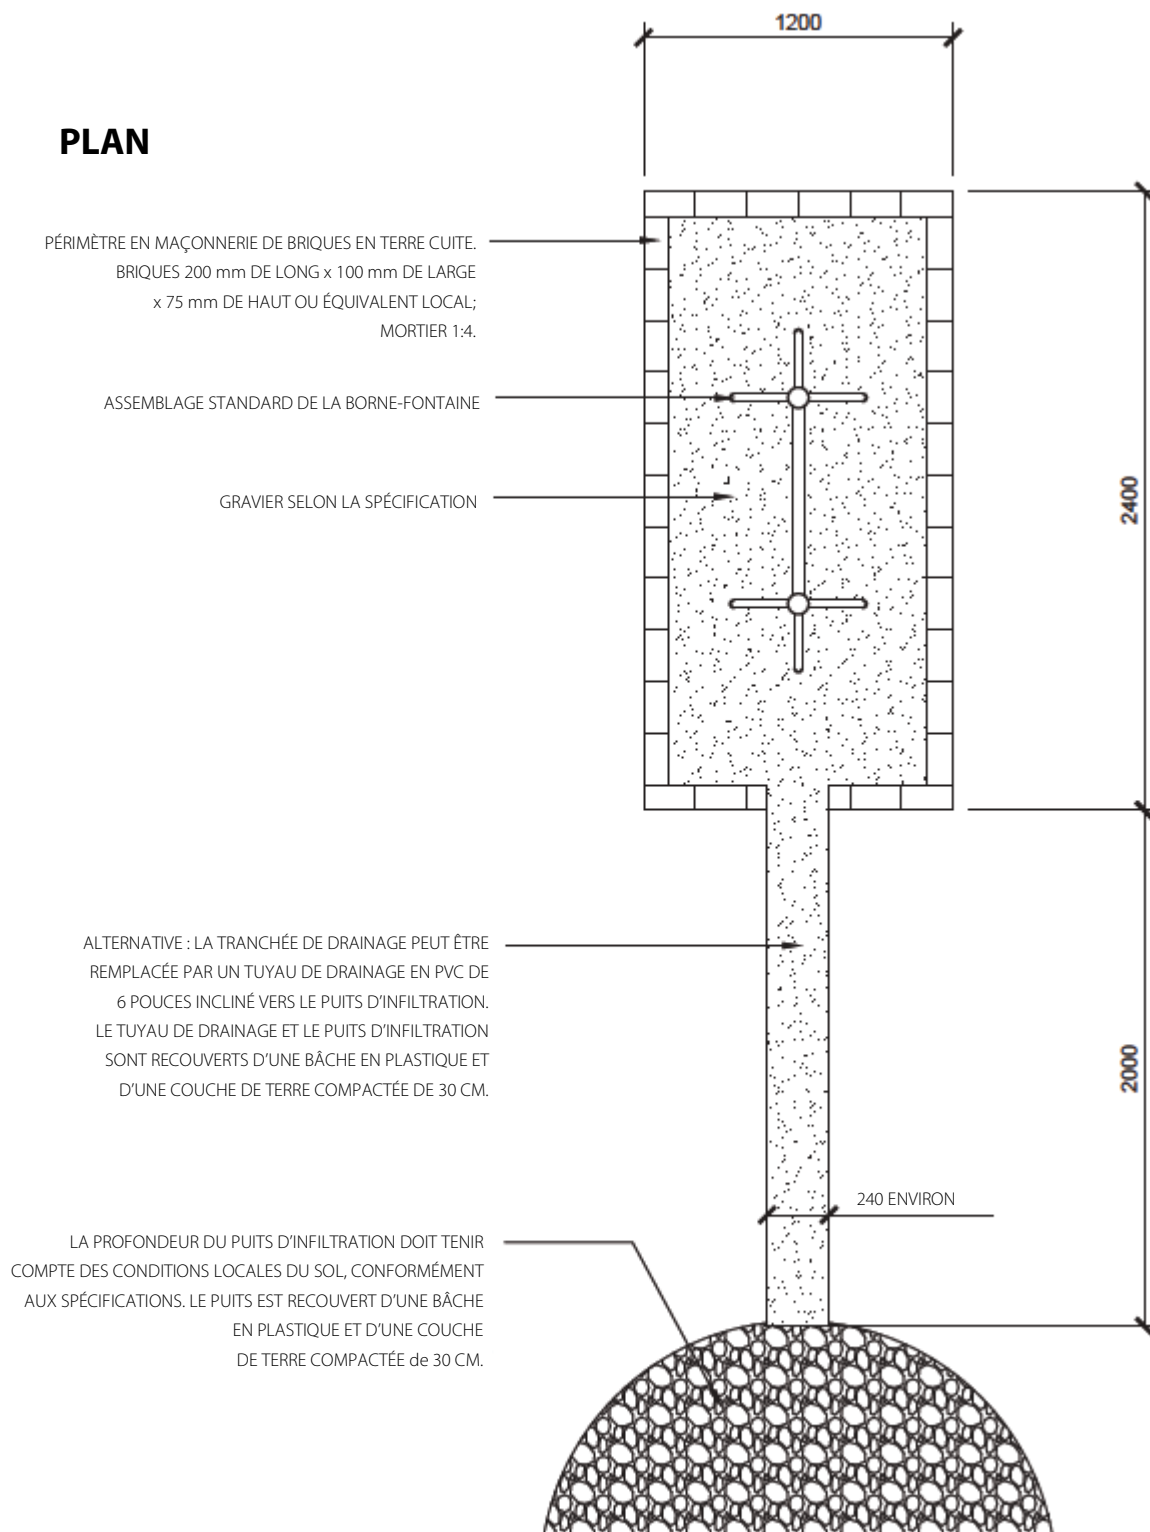 1200
PLAN
PÉRIMÈTRE EN MAÇONNERIE DE BRIQUES EN TERRE CUITE.
BRIQUES 200 mm DE LONG x 100 mm DE LARGE
x 75 mm DE HAUT OU ÉQUIVALENT LOCAL;
MORTIER 1:4.
ASSEMBLAGE STANDARD DE LA BORNE-FONTAINE
GRAVIER SELON LA SPÉCIFICATION
2400
ALTERNATIVE : LA TRANCHÉE DE DRAINAGE PEUT ÊTRE
REMPLACÉE PAR UN TUYAU DE DRAINAGE EN PVC DE
6 POUCES INCLINÉ VERS LE PUITS D’INFILTRATION.
LE TUYAU DE DRAINAGE ET LE PUITS D’INFILTRATION
SONT RECOUVERTS D’UNE BÂCHE EN PLASTIQUE ET
D’UNE COUCHE DE TERRE COMPACTÉE DE 30 CM.
2000
240 ENVIRON
LA PROFONDEUR DU PUITS D’INFILTRATION DOIT TENIR
COMPTE DES CONDITIONS LOCALES DU SOL, CONFORMÉMENT
AUX SPÉCIFICATIONS. LE PUITS EST RECOUVERT D’UNE BÂCHE
EN PLASTIQUE ET D’UNE COUCHE
DE TERRE COMPACTÉE de 30 CM.